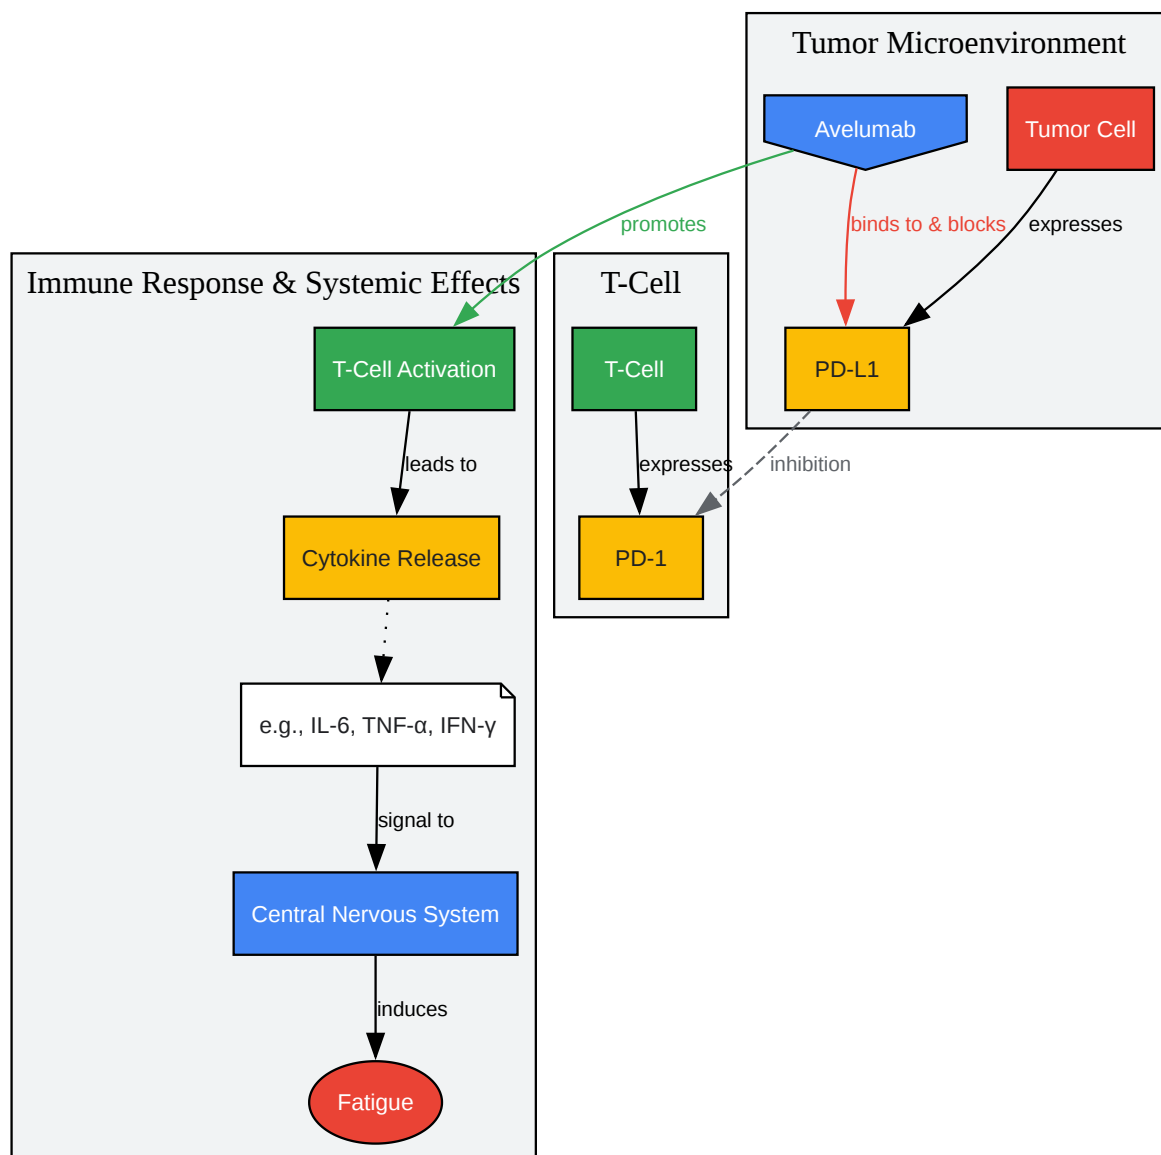 Tumor Microenvironment
Avelumab
Tumor Cell
promotes
binds to & blocks
expresses
Immune Response & Systemic Effects
T-Cell
T-Cell Activation
T-Cell
PD-L1
leads to
expresses
inhibition
Cytokine Release
PD-1
e.g., IL-6, TNF-α, IFN-γ
signal to
Central Nervous System
induces
Fatigue